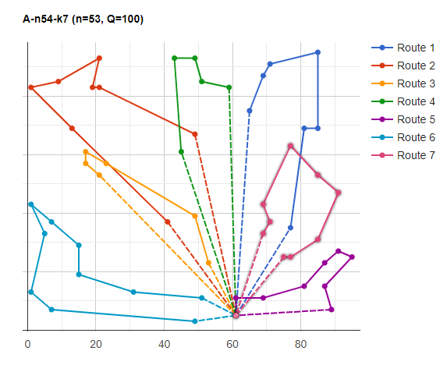 A-n54-k7 (n=53, Q=100)
Route 1
Route 2
Route 3
Route 4
Route 5
Route 6
Route 7
0 20 40 60 80